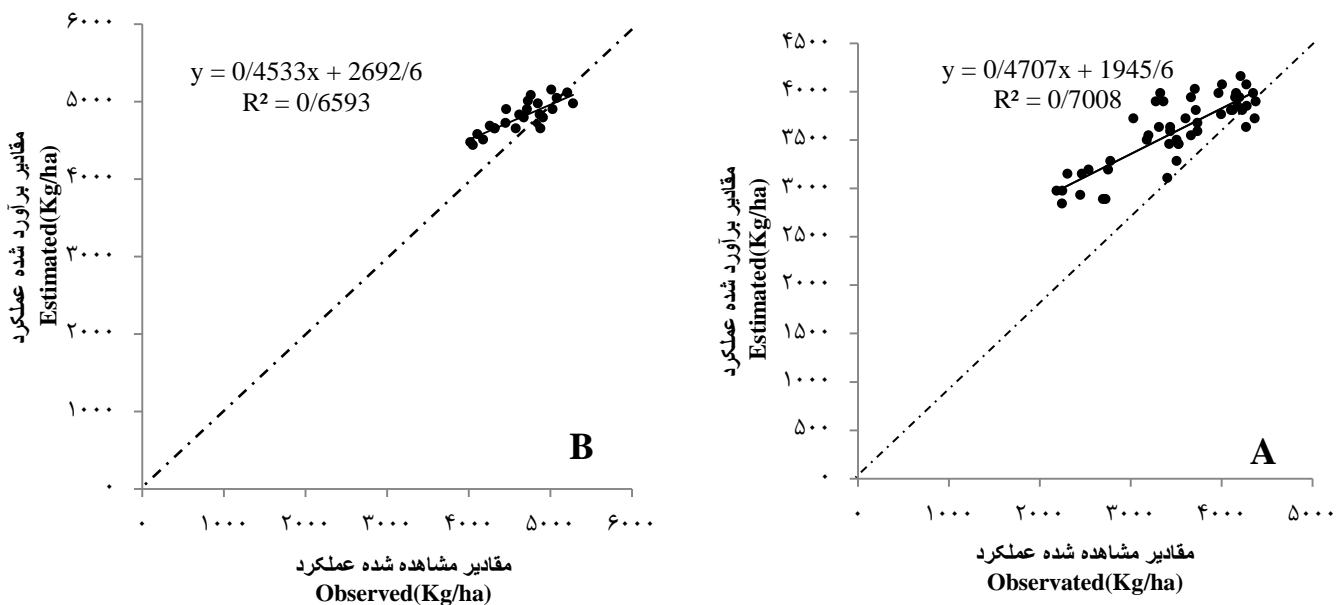 ۶۰۰۰
y = 0/4533x + 2692/6
R² = 0/6593
۵۰۰۰
۴۰۰۰
۳۰۰۰
۲۰۰۰
۱۰۰۰
۰
مقادیر برآورد شده عملکرد
Estimated(Kg/ha)
B
۰ ۱۰۰۰ ۲۰۰۰ ۳۰۰۰ ۴۰۰۰ ۵۰۰۰ ۶۰۰۰
مقادیر مشاهده شده عملکرد
Observed(Kg/ha)
۴۵۰۰
y = 0/4707x + 1945/6
R² = 0/7008
۴۰۰۰
۳۵۰۰
۳۰۰۰
۲۵۰۰
۲۰۰۰
۱۵۰۰
۱۰۰۰
۵۰۰
۰
مقادیر برآورد شده عملکرد
Estimated(Kg/ha)
A
۰ ۱۰۰۰ ۲۰۰۰ ۳۰۰۰ ۴۰۰۰ ۵۰۰۰
مقادیر مشاهده شده عملکرد
Observated(Kg/ha)